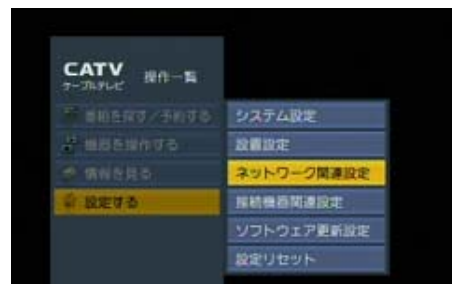 CATV 操作一覧
ケーブルテレビ
番組を探す/予約する
機器を操作する
情報を見る
設定する
システム設定
設置設定
ネットワーク関連設定
接続機器関連設定
ソフトウェア更新設定
設定リセット